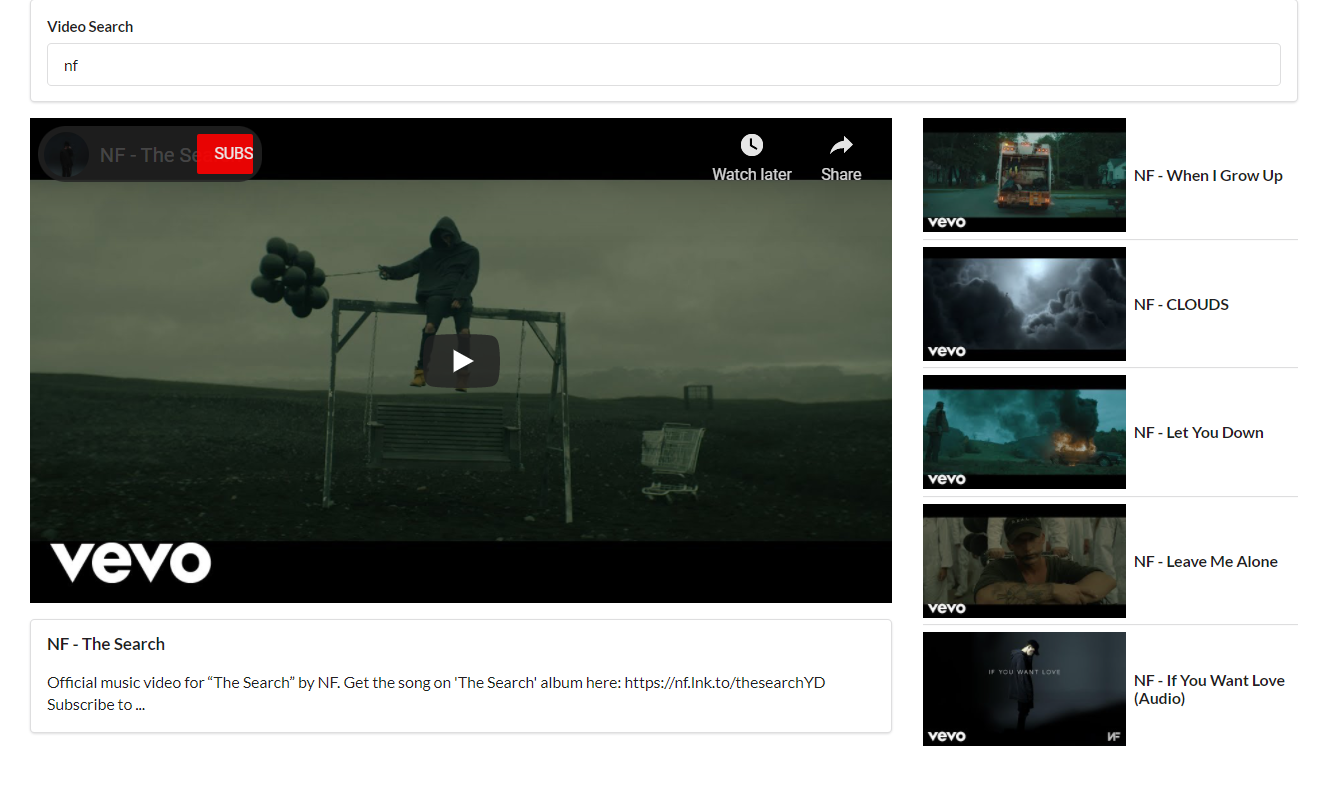 Video Search
nf
NF - The Se
SUBS
Watch later
Share
vevo
NF - The Search
Official music video for “The Search” by NF. Get the song on 'The Search' album here: https://nf.lnk.to/thesearchYD
Subscribe to ...
vevo
NF - When I Grow Up
vevo
NF - CLOUDS
vevo
NF - Let You Down
vevo
NF - Leave Me Alone
IF YOU WANT LOVE
vevo
NF
NF - If You Want Love
(Audio)